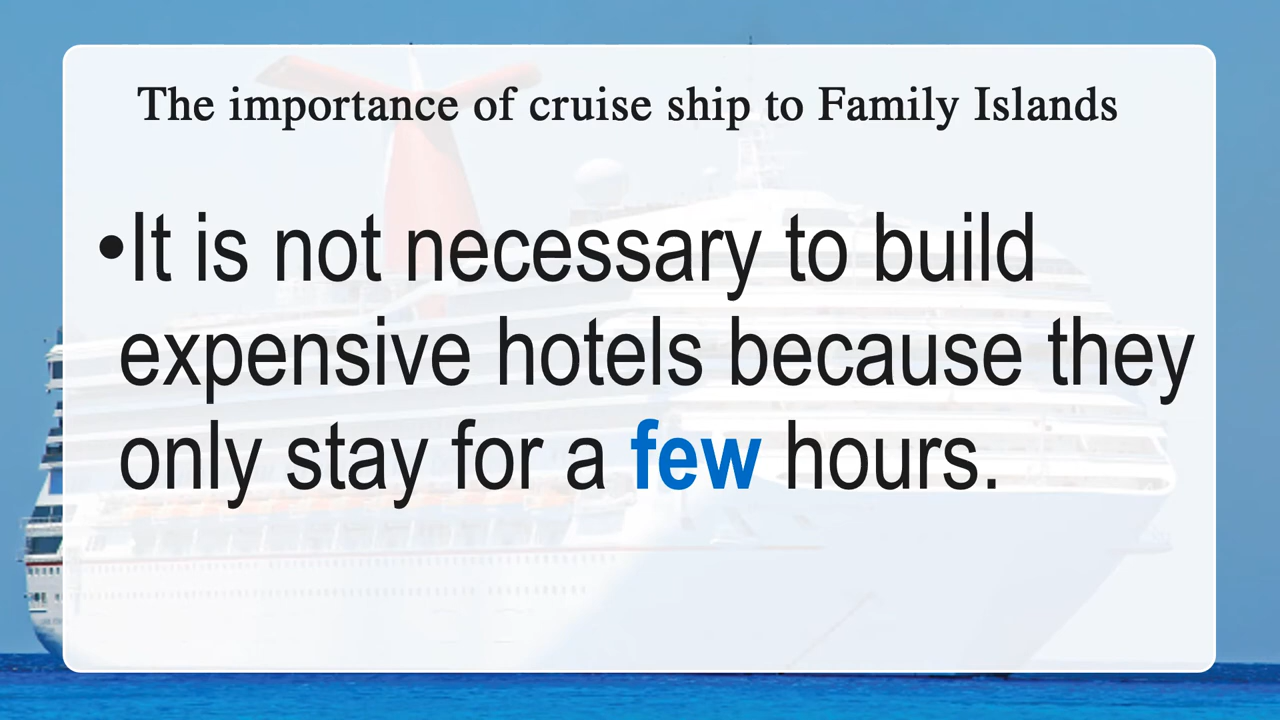 The importance of cruise ship to Family Islands
•It is not necessary to build
expensive hotels because they
only stay for a few hours.